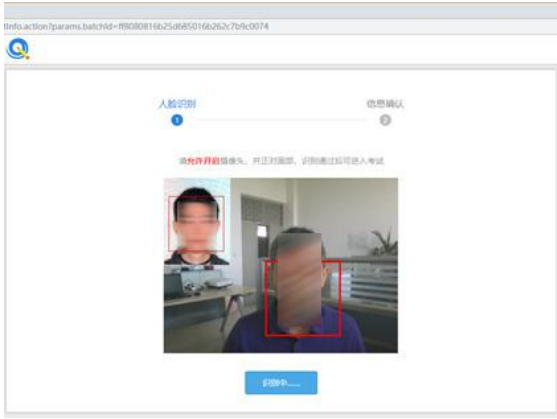 tInfo.action?params.batchId=ff8080816b25d685016b262c7b9c0074
人脸识别
信息确认
1
2
请允许开启摄像头，并正对面部，识别通过后可进入考试
识别中......